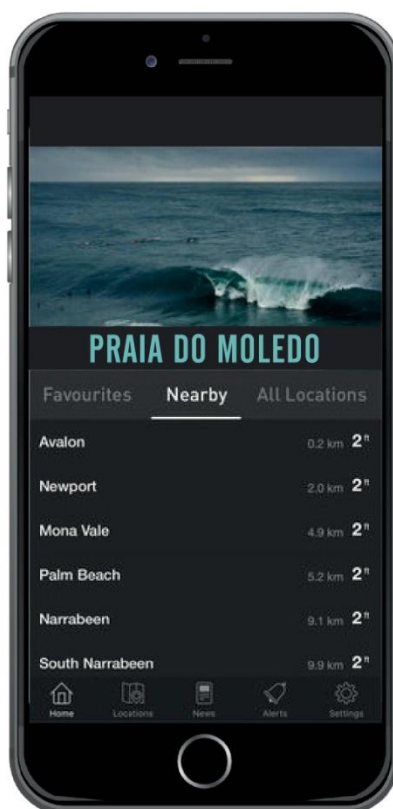 PRAIA DO MOLEDO
Favourites Nearby All Locations
Avalon 0.2 km 2ft
Newport 2.0 km 2ft
Mona Vale 4.9 km 2ft
Palm Beach 5.2 km 2ft
Narrabeen 9.1 km 2ft
South Narrabeen 9.9 km 2ft
Home Locations News Alerts Settings